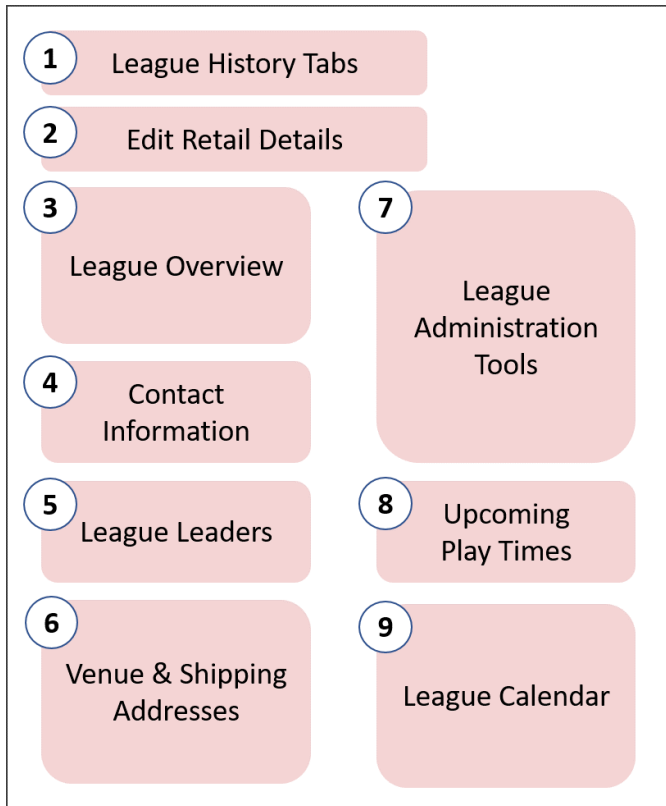 1
League History Tabs
2
Edit Retail Details
3
League Overview
4
Contact
Information
5
League Leaders
6
Venue & Shipping
Addresses
7
League
Administration
Tools
8
Upcoming
Play Times
9
League Calendar